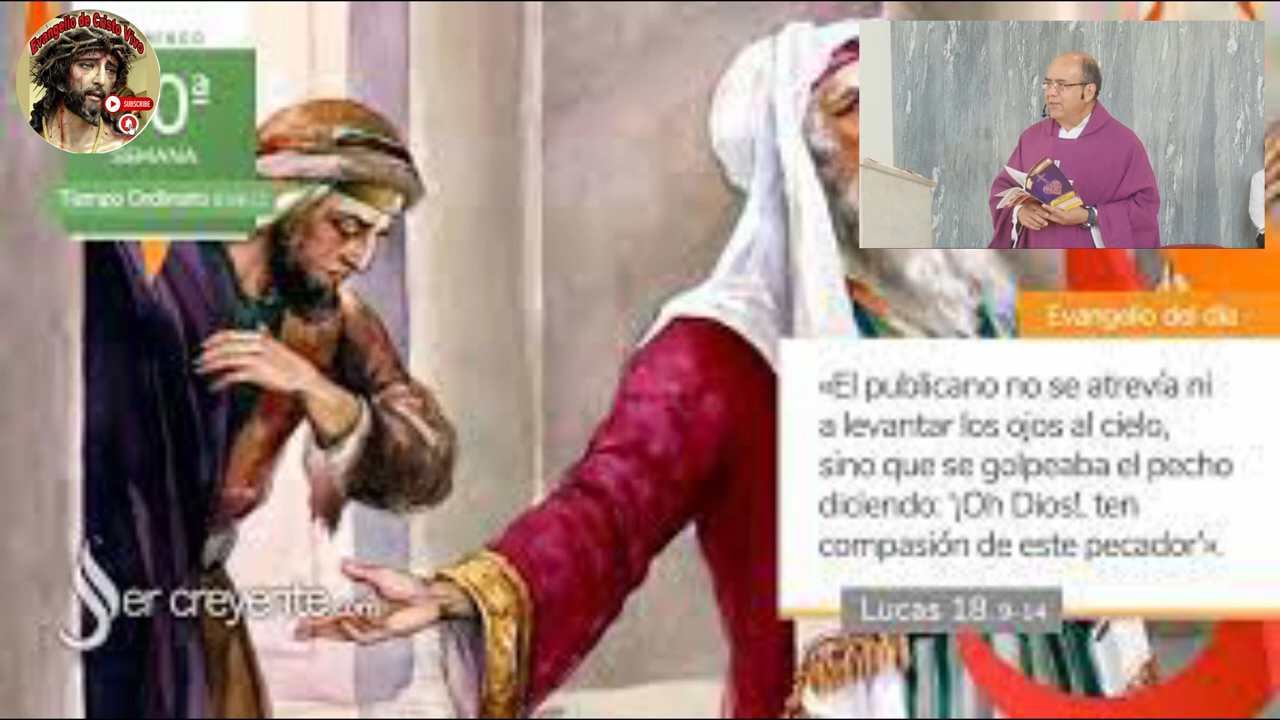 Evangelio de Cristo Vivo
SUBSCRIBE
0ª
SEMANA
Tiempo Ordinario
Evangelio del día
«El publicano no se atrevía ni
a levantar los ojos al cielo,
sino que se golpeaba el pecho
diciendo: '¡Oh Dios!, ten
compasión de este pecador'».
Lucas 18 9-14
Ser creyente.com